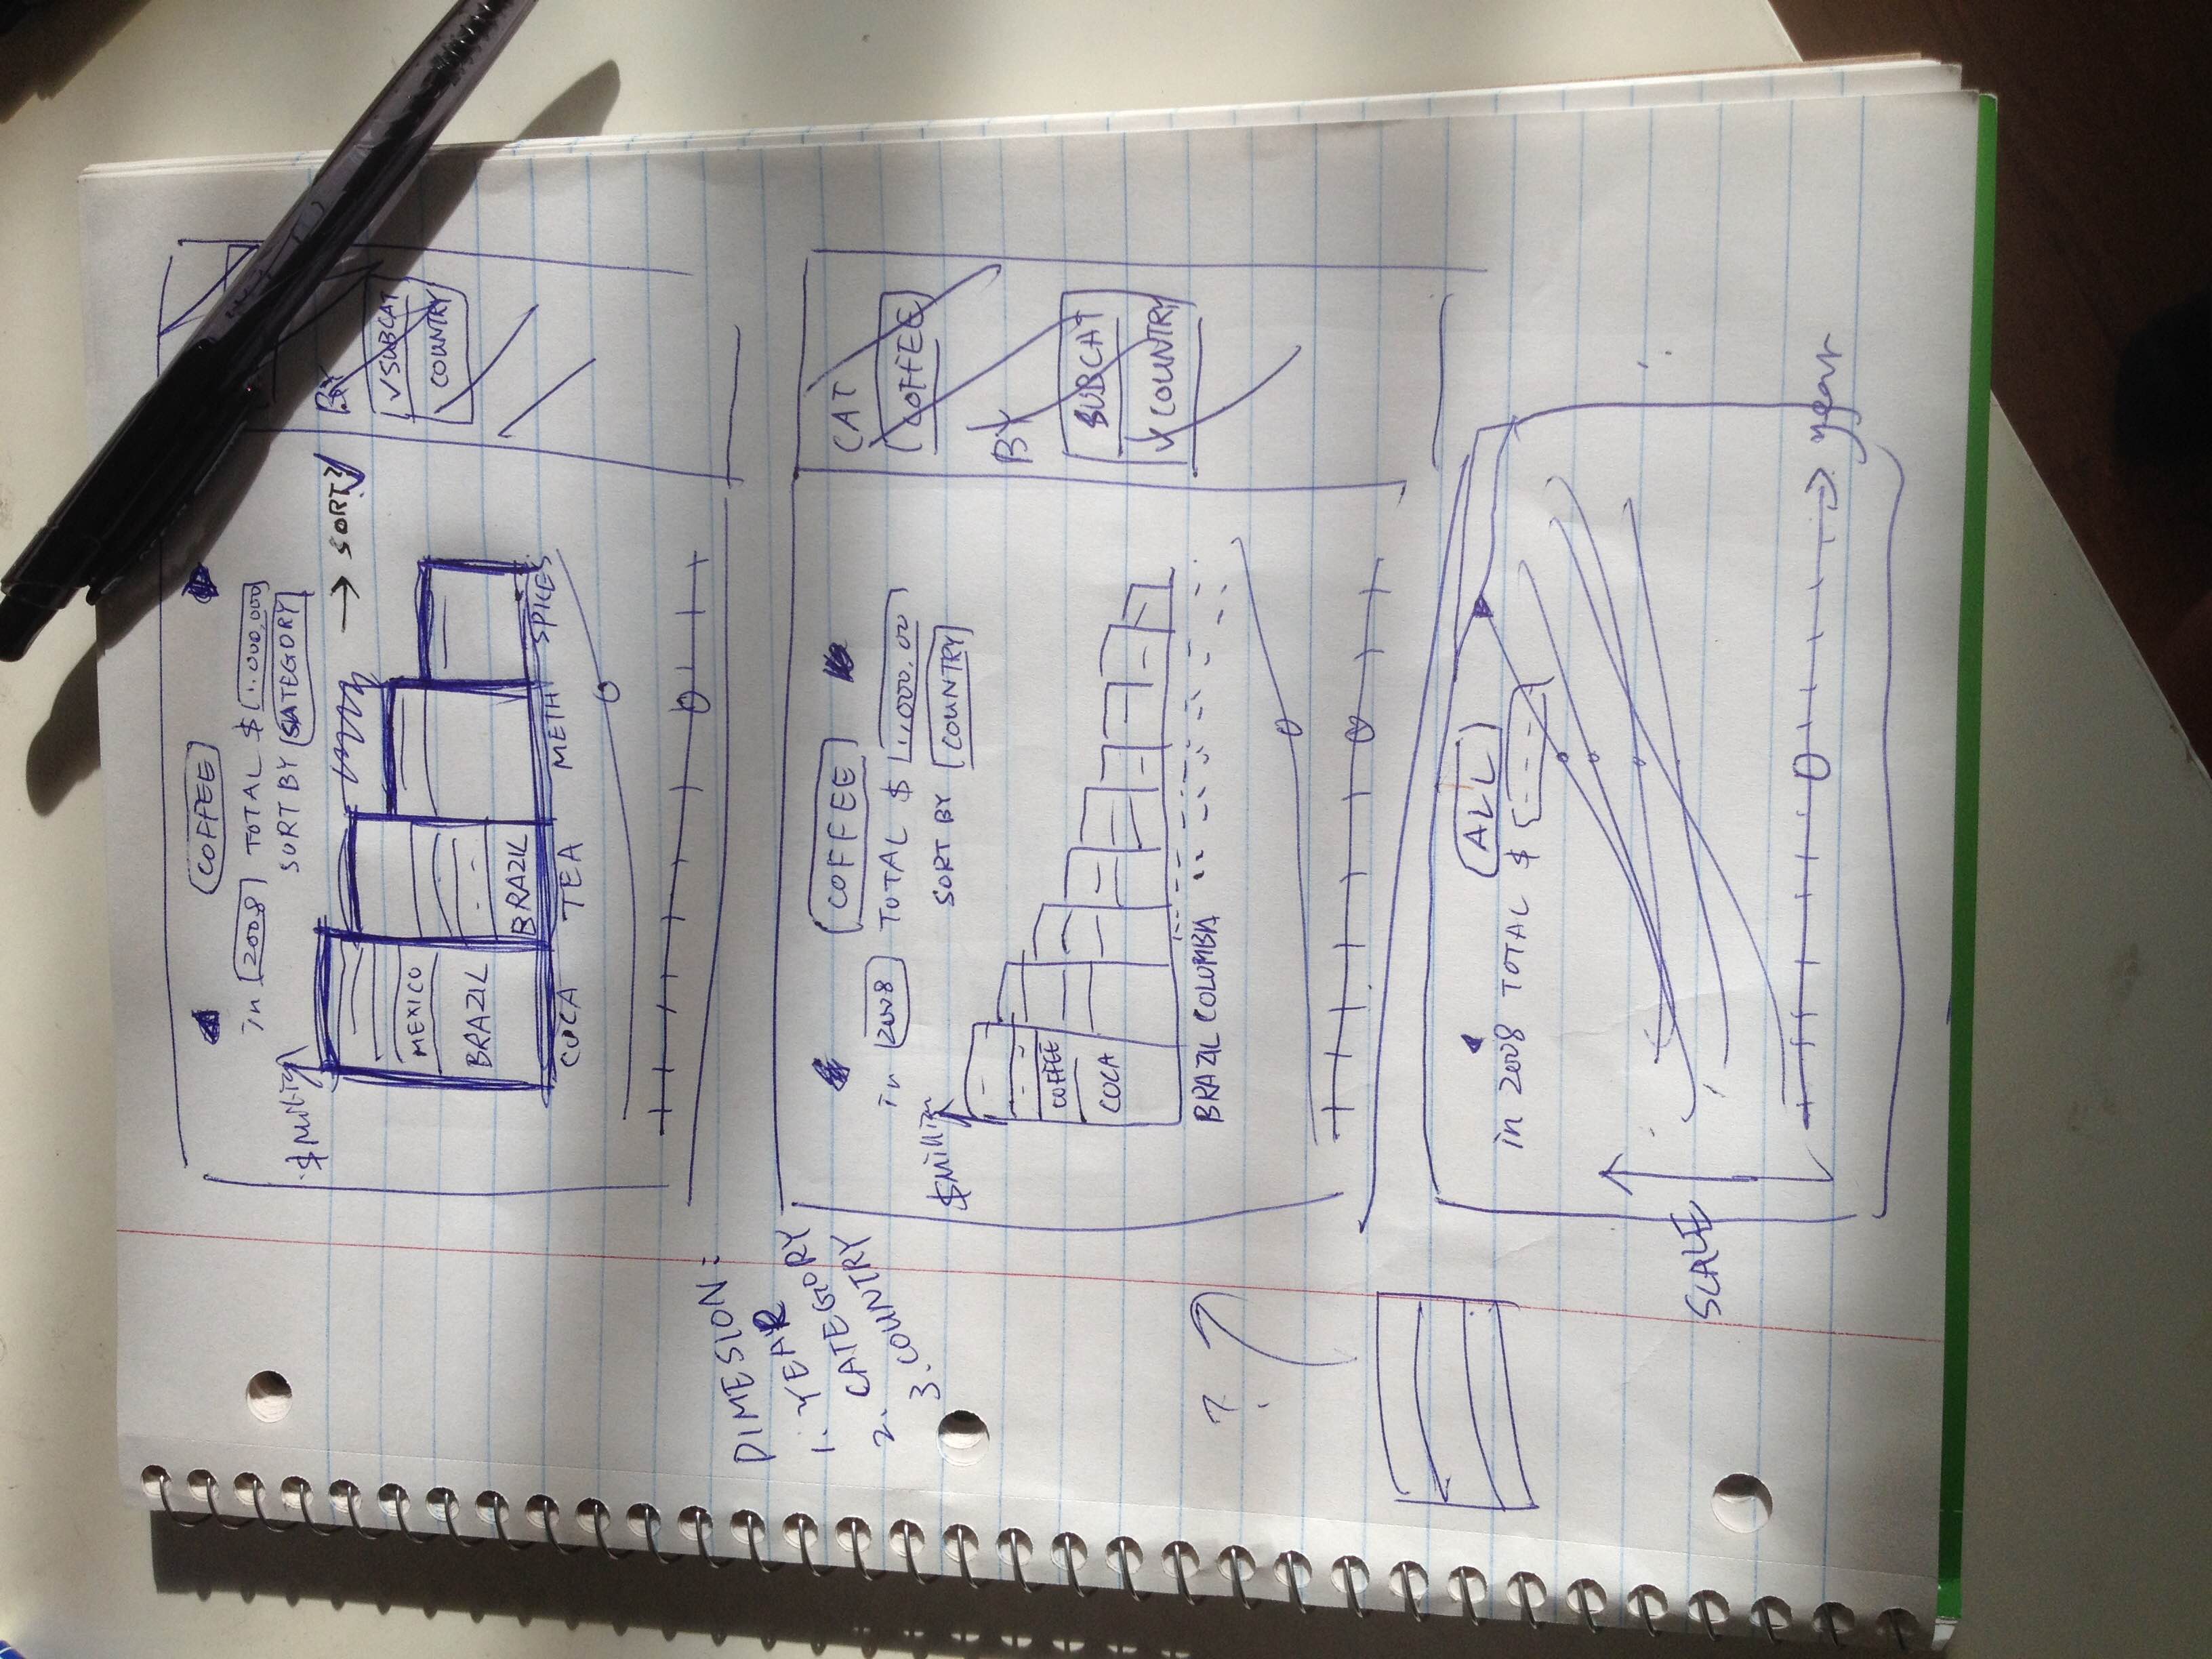 COFFEE
in 2008 TOTAL $ 1.000,000
SORT BY CATEGORY
$Million
→ SORT?
MEXICO
BRAZIL
BRAZIL
COCA TEA METH SPICES
BY
✓SUBCAT
COUNTRY
DIMESION:
1. YEAR
2. CATEGORY
3. COUNTRY
COFFEE
in 2008 TOTAL $ 1.,000.00
SORT BY COUNTRY
$Million
COFFEE
COCA
BRAZIL COLUMBIA
CAT
COFFEE
BY
SUBCAT
✓ COUNTRY
?
ALL
in 2008 TOTAL $ ----
SCALE
year